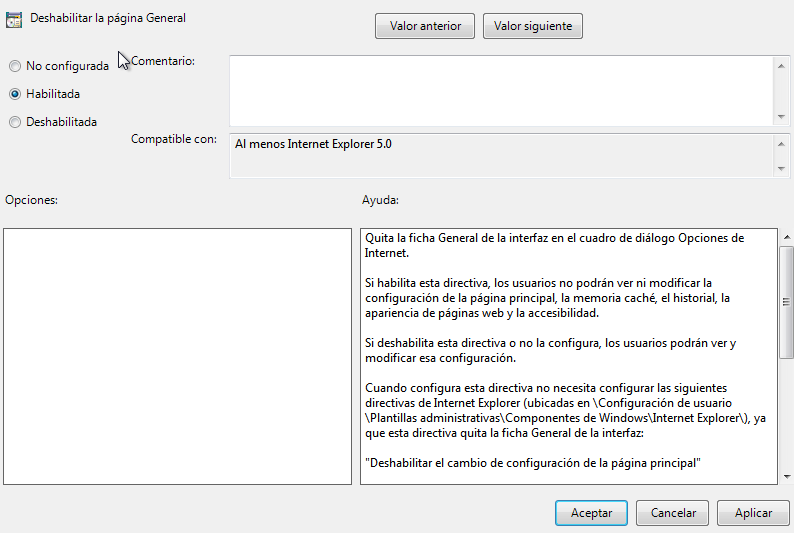 Deshabilitar la página General
Valor anterior
Valor siguiente
No configurada
Habilitada
Deshabilitada
Comentario:
Compatible con:
Al menos Internet Explorer 5.0
Opciones:
Ayuda:
Quita la ficha General de la interfaz en el cuadro de diálogo Opciones de
Internet.
Si habilita esta directiva, los usuarios no podrán ver ni modificar la
configuración de la página principal, la memoria caché, el historial, la
apariencia de páginas web y la accesibilidad.
Si deshabilita esta directiva o no la configura, los usuarios podrán ver y
modificar esa configuración.
Cuando configura esta directiva no necesita configurar las siguientes
directivas de Internet Explorer (ubicadas en \Configuración de usuario
\Plantillas administrativas\Componentes de Windows\Internet Explorer\), ya
que esta directiva quita la ficha General de la interfaz:
"Deshabilitar el cambio de configuración de la página principal"
Aceptar
Cancelar
Aplicar